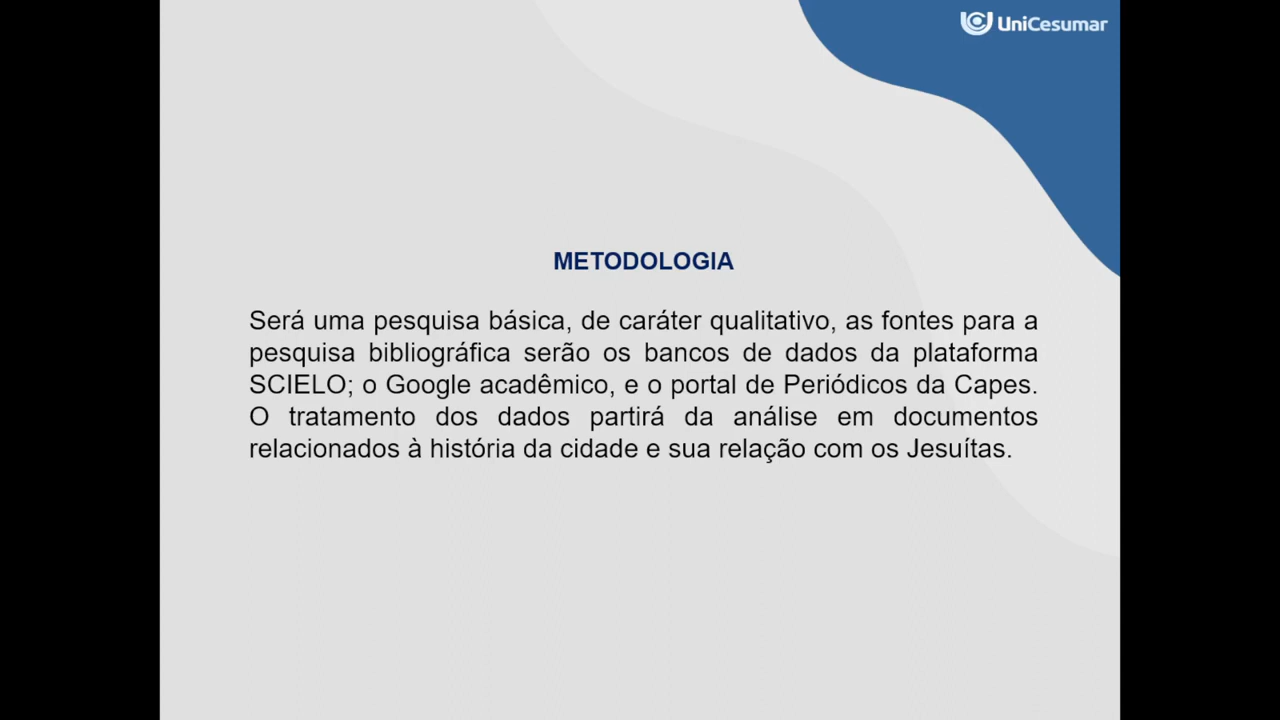 UniCesumar
METODOLOGIA
Será uma pesquisa básica, de caráter qualitativo, as fontes para a
pesquisa bibliográfica serão os bancos de dados da plataforma
SCIELO; o Google acadêmico, e o portal de Periódicos da Capes.
O tratamento dos dados partirá da análise em documentos
relacionados à história da cidade e sua relação com os Jesuítas.